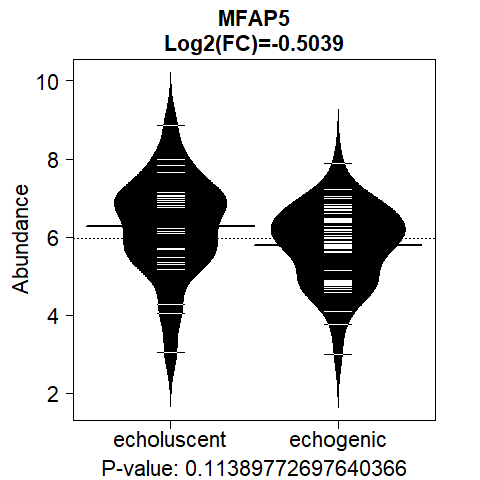 MFAP5
Log2(FC)=-0.5039
Abundance
10
8
6
4
2
echoluscent echogenic
P-value: 0.11389772697640366